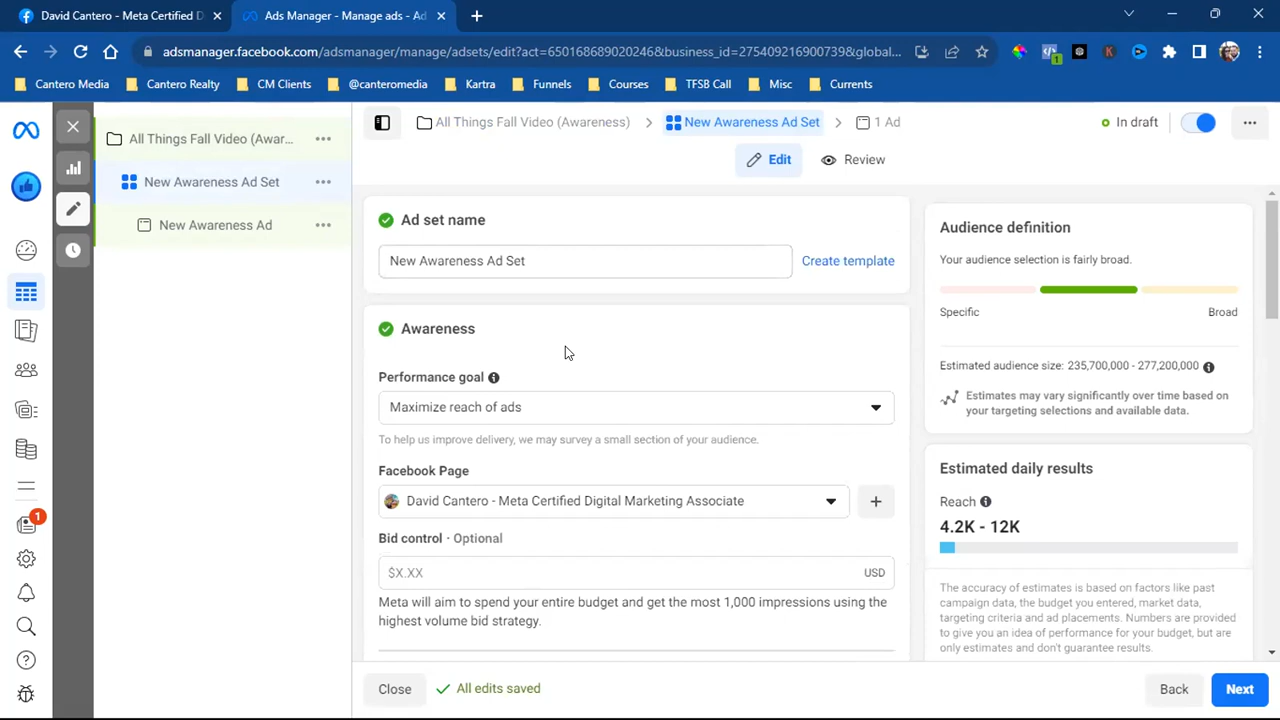 David Cantero - Meta Certified D
Ads Manager - Manage ads - Ad
adsmanager.facebook.com/adsmanager/manage/adsets/edit?act=650168689020246&business_id=2754092169007739&global...
Cantero Media
Cantero Realty
CM Clients
@canteromedia
Kartra
Funnels
Courses
TFSB Call
Misc
Currents
All Things Fall Video (Awar...
New Awareness Ad Set
New Awareness Ad
All Things Fall Video (Awareness)
New Awareness Ad Set
1 Ad
In draft
Edit
Review
Ad set name
New Awareness Ad Set
Create template
Awareness
Performance goal
Maximize reach of ads
To help us improve delivery, we may survey a small section of your audience.
Facebook Page
David Cantero - Meta Certified Digital Marketing Associate
Bid control · Optional
$X.XX
USD
Meta will aim to spend your entire budget and get the most 1,000 impressions using the
highest volume bid strategy.
Audience definition
Your audience selection is fairly broad.
Specific
Broad
Estimated audience size: 235,700,000 - 277,200,000
Estimates may vary significantly over time based on
your targeting selections and available data.
Estimated daily results
Reach
4.2K - 12K
The accuracy of estimates is based on factors like past
campaign data, the budget you entered, market data,
targeting criteria and ad placements. Numbers are provided
to give you an idea of performance for your budget, but are
only estimates and don't guarantee results.
1
1
Close
All edits saved
Back
Next